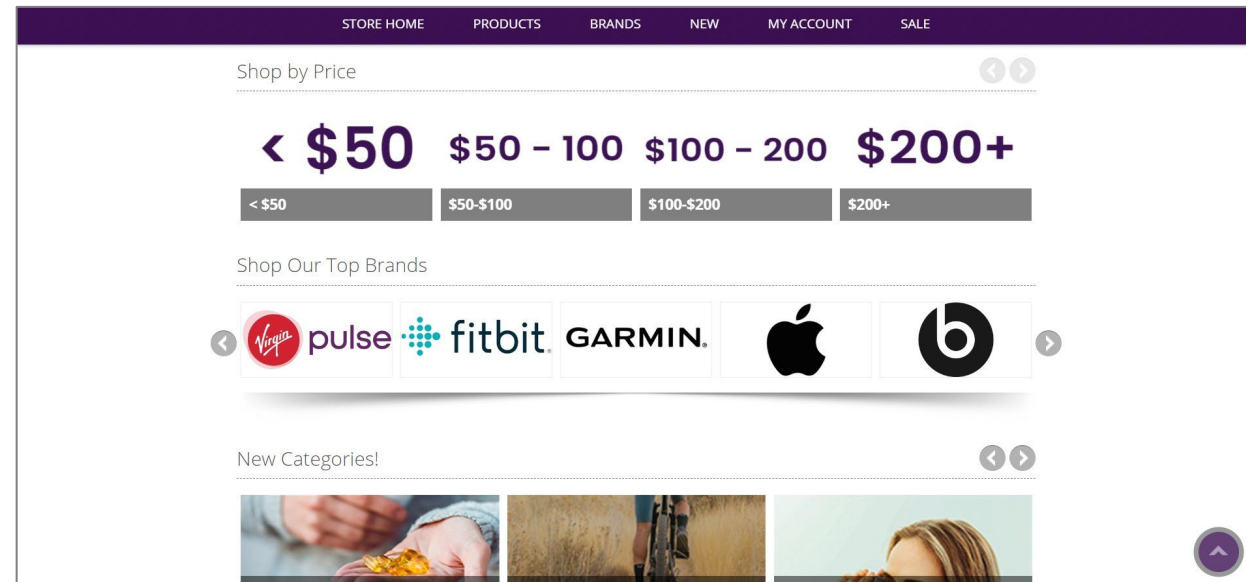 STORE HOME PRODUCTS BRANDS NEW MY ACCOUNT SALE
Shop by Price
< $50 $50 – 100 $100 – 200 $200+
< $50 $50-$100 $100-$200 $200+
Shop Our Top Brands
Virgin pulse fitbit. GARMIN. b
New Categories!